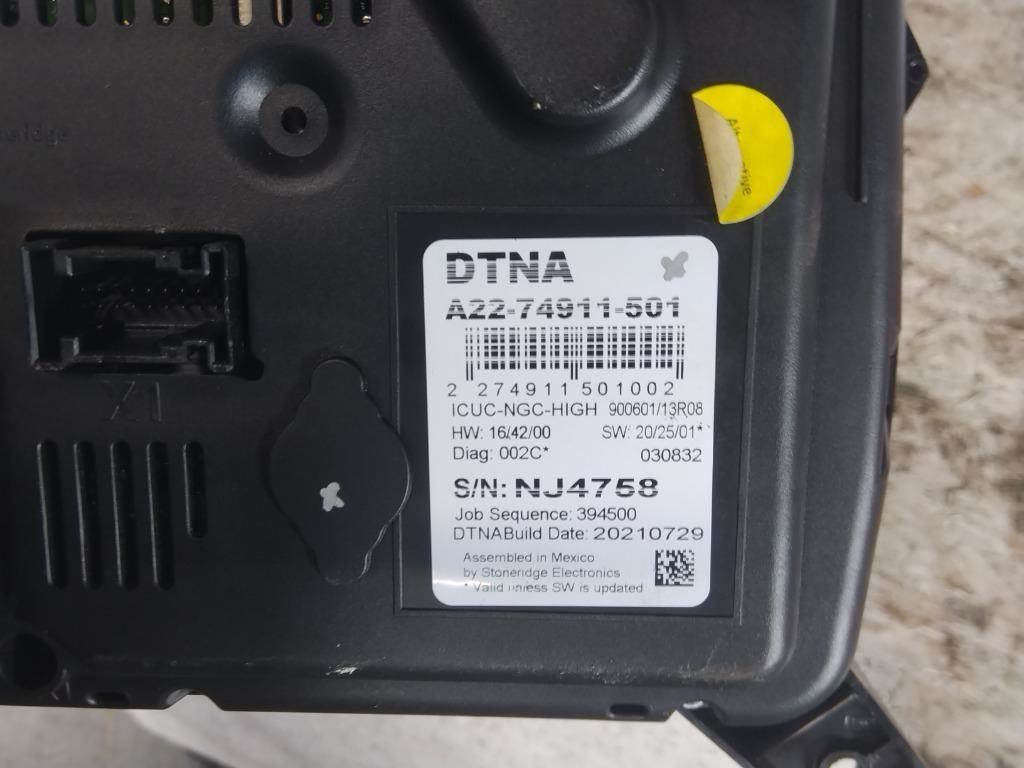 DTNA
A22-74911-501
2 274911 501002
ICUC-NGC-HIGH 900601/13R08
HW: 16/42/00 SW: 20/25/01*
Diag: 002C* 030832
S/N: NJ4758
Job Sequence: 394500
DTNABuild Date: 20210729
Assembled in Mexico
by Stoneridge Electronics
* Valid unless SW is updated
X1